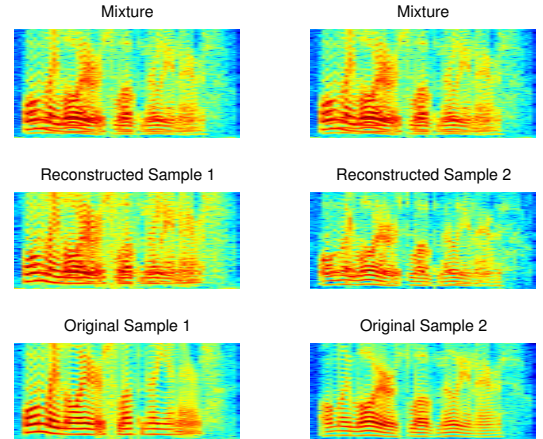 Mixture
Mixture
Reconstructed Sample 1
Reconstructed Sample 2
Original Sample 1
Original Sample 2